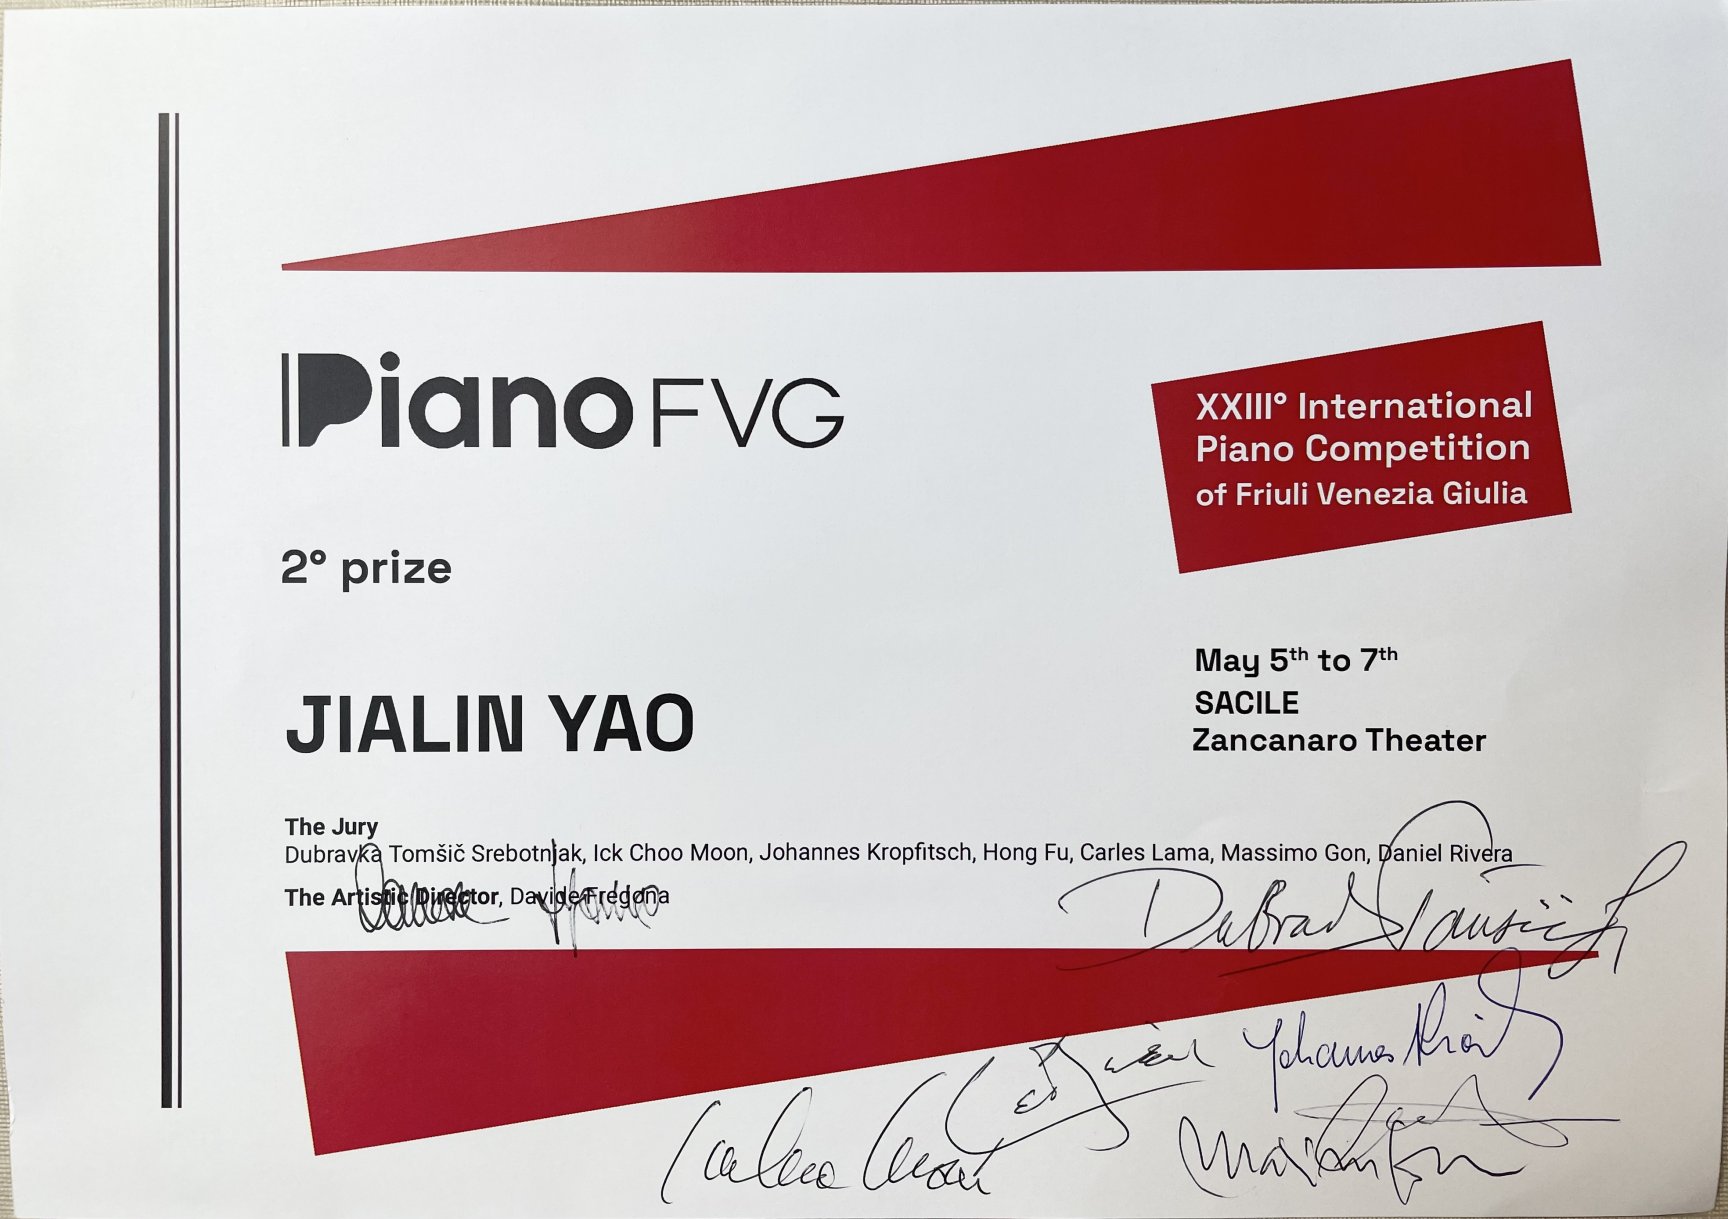 Piano FVG
XXIII° International
Piano Competition
of Friuli Venezia Giulia
2° prize
JIALIN YAO
May 5th to 7th
SACILE
Zancanaro Theater
The Jury
Dubravka Tomšič Srebotnjak, Ick Choo Moon, Johannes Kropfitsch, Hong Fu, Carles Lama, Massimo Gon, Daniel Rivera
The Artistic Director, Davide Fregona